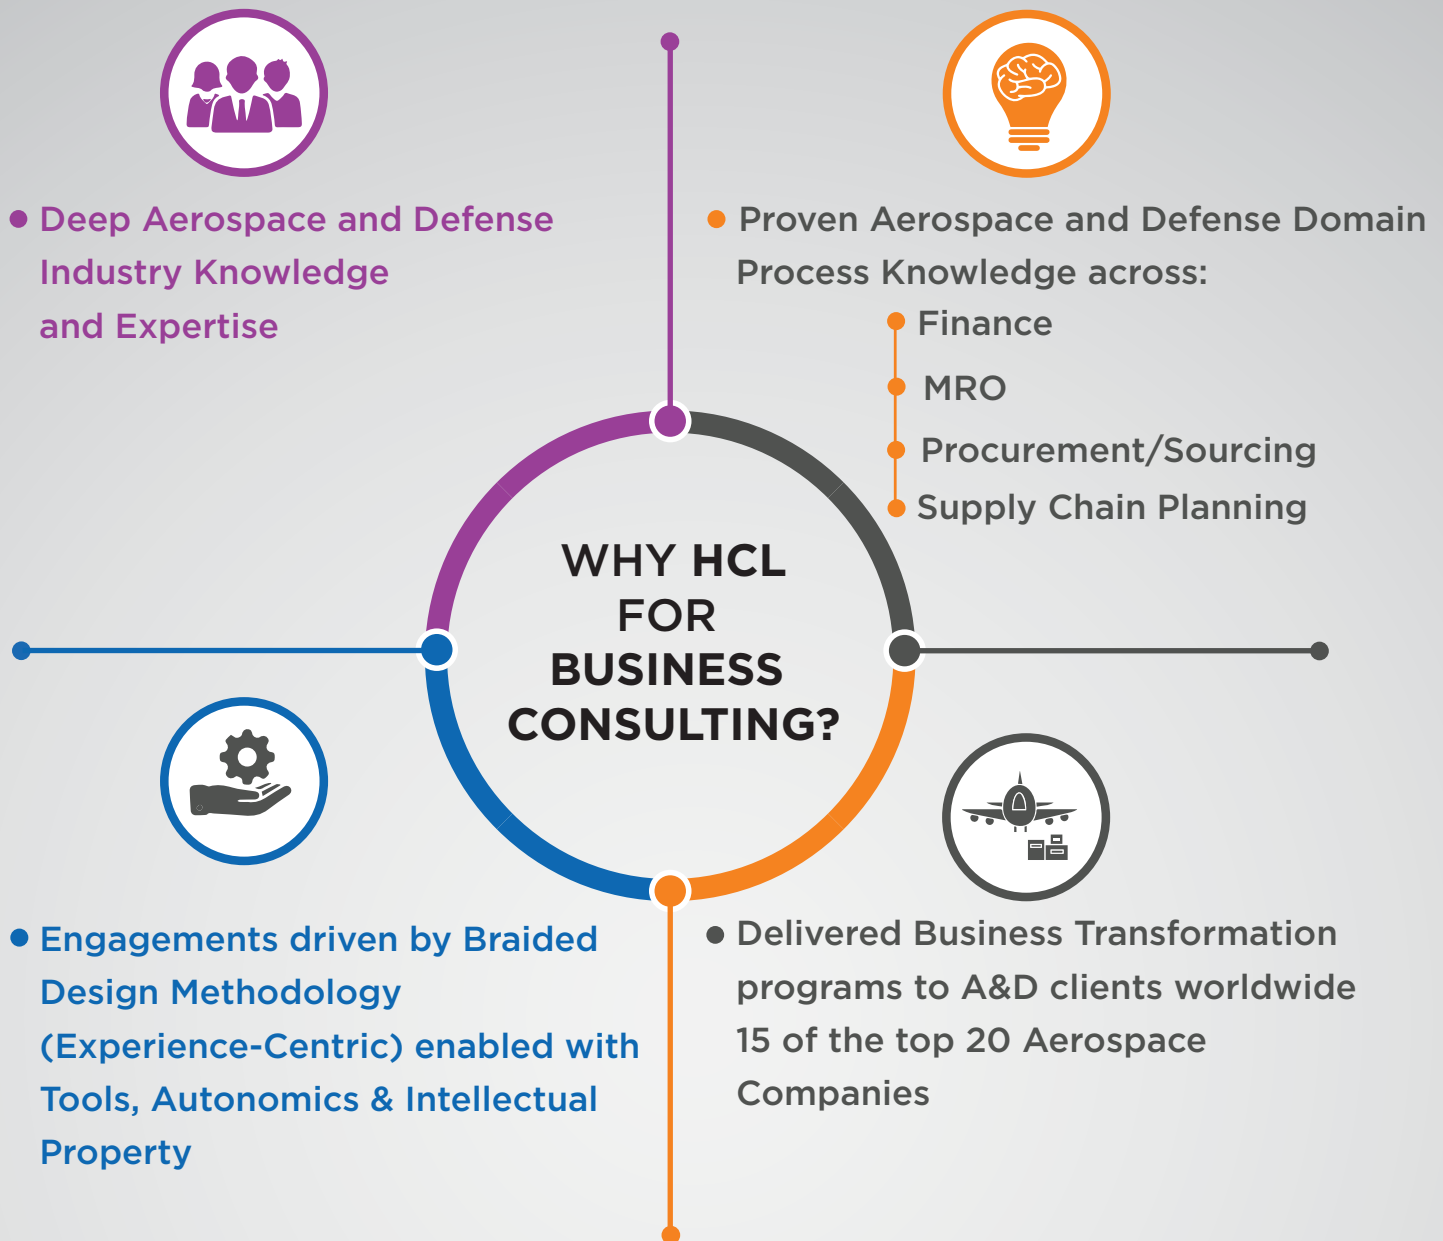 Deep Aerospace and Defense
Industry Knowledge
and Expertise
Proven Aerospace and Defense Domain
Process Knowledge across:
Finance
MRO
Procurement/Sourcing
Supply Chain Planning
WHY HCL
FOR
BUSINESS
CONSULTING?
Engagements driven by Braided
Design Methodology
(Experience-Centric) enabled with
Tools, Autonomics & Intellectual
Property
Delivered Business Transformation
programs to A&D clients worldwide
15 of the top 20 Aerospace
Companies